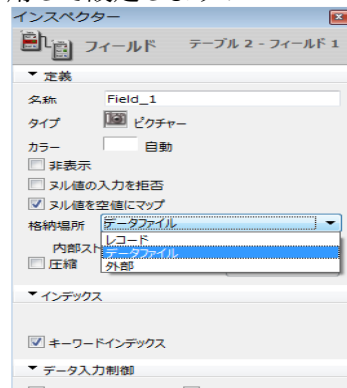 インスペクター
フィールド テーブル 2 - フィールド 1
定義
名称 Field_1
タイプ ピクチャー
カラー 自動
非表示
ヌル値の入力を拒否
ヌル値を空値にマップ
格納場所 データファイル
レコード
内部スト データファイル
圧縮 外部
インデックス
キーワードインデックス
データ入力制御